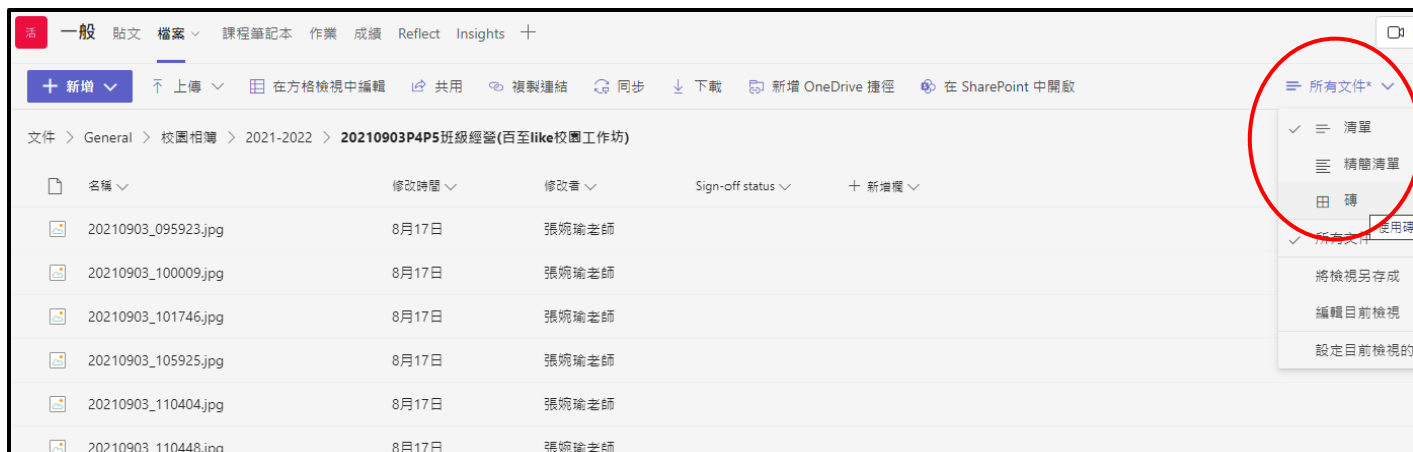 活 一般 貼文 檔案 課程筆記本 作業 成績 Reflect Insights
新增 上傳 在方格檢視中編輯 共用 複製連結 同步 下載 新增 OneDrive 捷徑 在 SharePoint 中開啟 所有文件*
文件 > General > 校園相簿 > 2021-2022 > 20210903P4P5班級經營(百至like校園工作坊)
清單
精簡清單
磚
使用磚
所有文件
將檢視另存成
編輯目前檢視
設定目前檢視的
名稱 修改時間 修改者 Sign-off status 新增欄
20210903_095923.jpg 8月17日 張婉瑜老師
20210903_100009.jpg 8月17日 張婉瑜老師
20210903_101746.jpg 8月17日 張婉瑜老師
20210903_105925.jpg 8月17日 張婉瑜老師
20210903_110404.jpg 8月17日 張婉瑜老師
20210903_110448.jpg 8月17日 張婉瑜老師